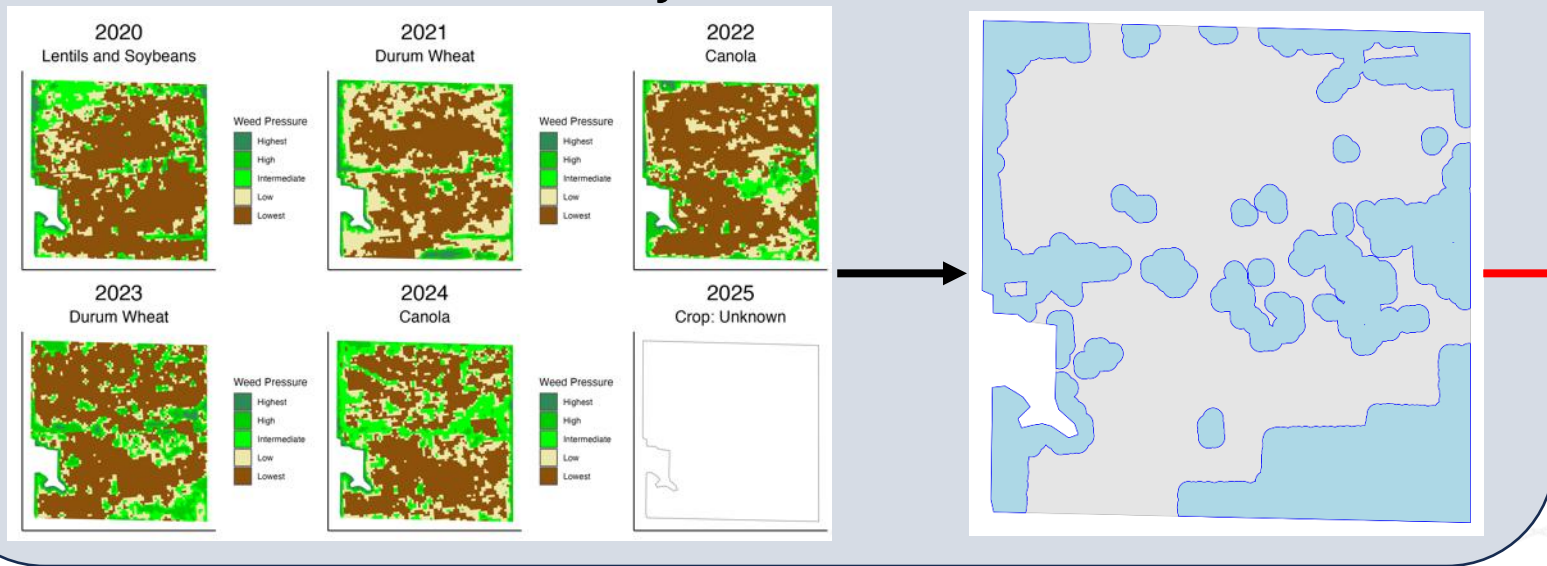 2020
Lentils and Soybeans
Weed Pressure
Highest
High
Intermediate
Low
Lowest
2021
Durum Wheat
Weed Pressure
Highest
High
Intermediate
Low
Lowest
2022
Canola
2023
Durum Wheat
Weed Pressure
Highest
High
Intermediate
Low
Lowest
2024
Canola
Weed Pressure
Highest
High
Intermediate
Low
Lowest
2025
Crop: Unknown